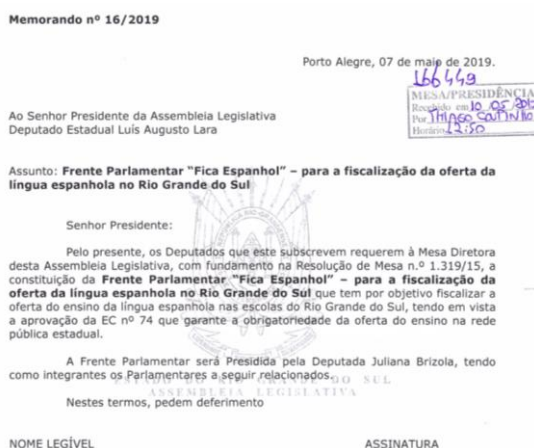 Memorando nº 16/2019
Porto Alegre, 07 de maio de 2019.
166449
MESA/PRESIDÊNCIA
Recebido em 10 05 2019
Por THIAGO COUTINHO
Horário 12:50
Ao Senhor Presidente da Assembleia Legislativa
Deputado Estadual Luís Augusto Lara
Assunto: Frente Parlamentar "Fica Espanhol" – para a fiscalização da oferta da
língua espanhola no Rio Grande do Sul
Senhor Presidente:
Pelo presente, os Deputados que este subscrevem requerem à Mesa Diretora
desta Assembleia Legislativa, com fundamento na Resolução de Mesa n.º 1.319/15, a
constituição da Frente Parlamentar "Fica Espanhol" – para a fiscalização da
oferta da língua espanhola no Rio Grande do Sul que tem por objetivo fiscalizar a
oferta do ensino da língua espanhola nas escolas do Rio Grande do Sul, tendo em vista
a aprovação da EC nº 74 que garante a obrigatoriedade da oferta do ensino na rede
pública estadual.
A Frente Parlamentar será Presidida pela Deputada Juliana Brizola, tendo
como integrantes os Parlamentares a seguir relacionados.
ESTADO DO RIO GRANDE DO SUL
ASSEMBLEIA LEGISLATIVA
Nestes termos, pedem deferimento
NOME LEGÍVEL ASSINATURA